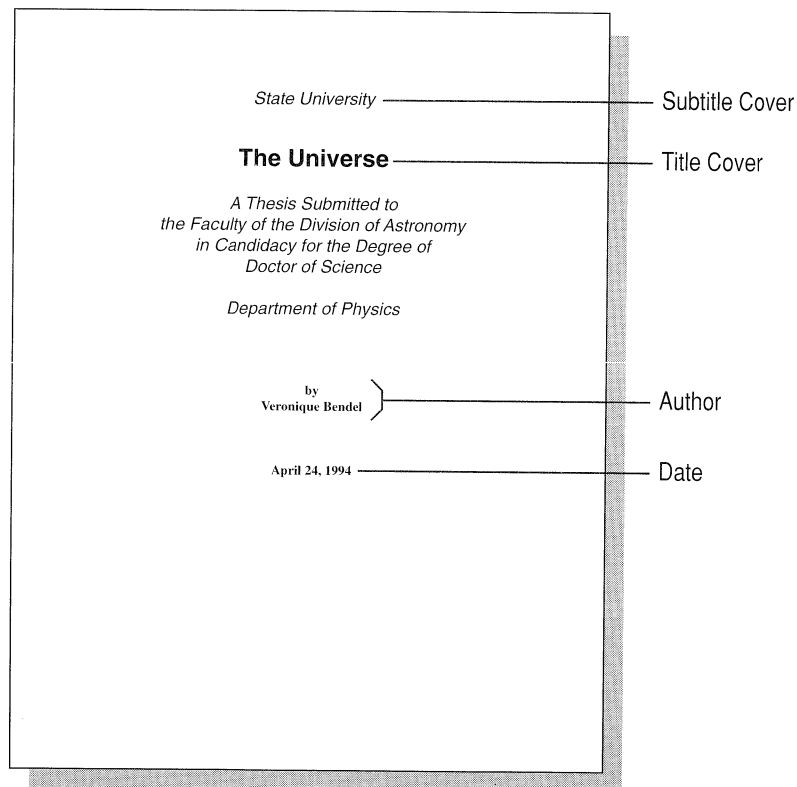 State University
Subtitle Cover
The Universe
Title Cover
A Thesis Submitted to
the Faculty of the Division of Astronomy
in Candidacy for the Degree of
Doctor of Science
Department of Physics
by
Veronique Bendel
Author
April 24, 1994
Date